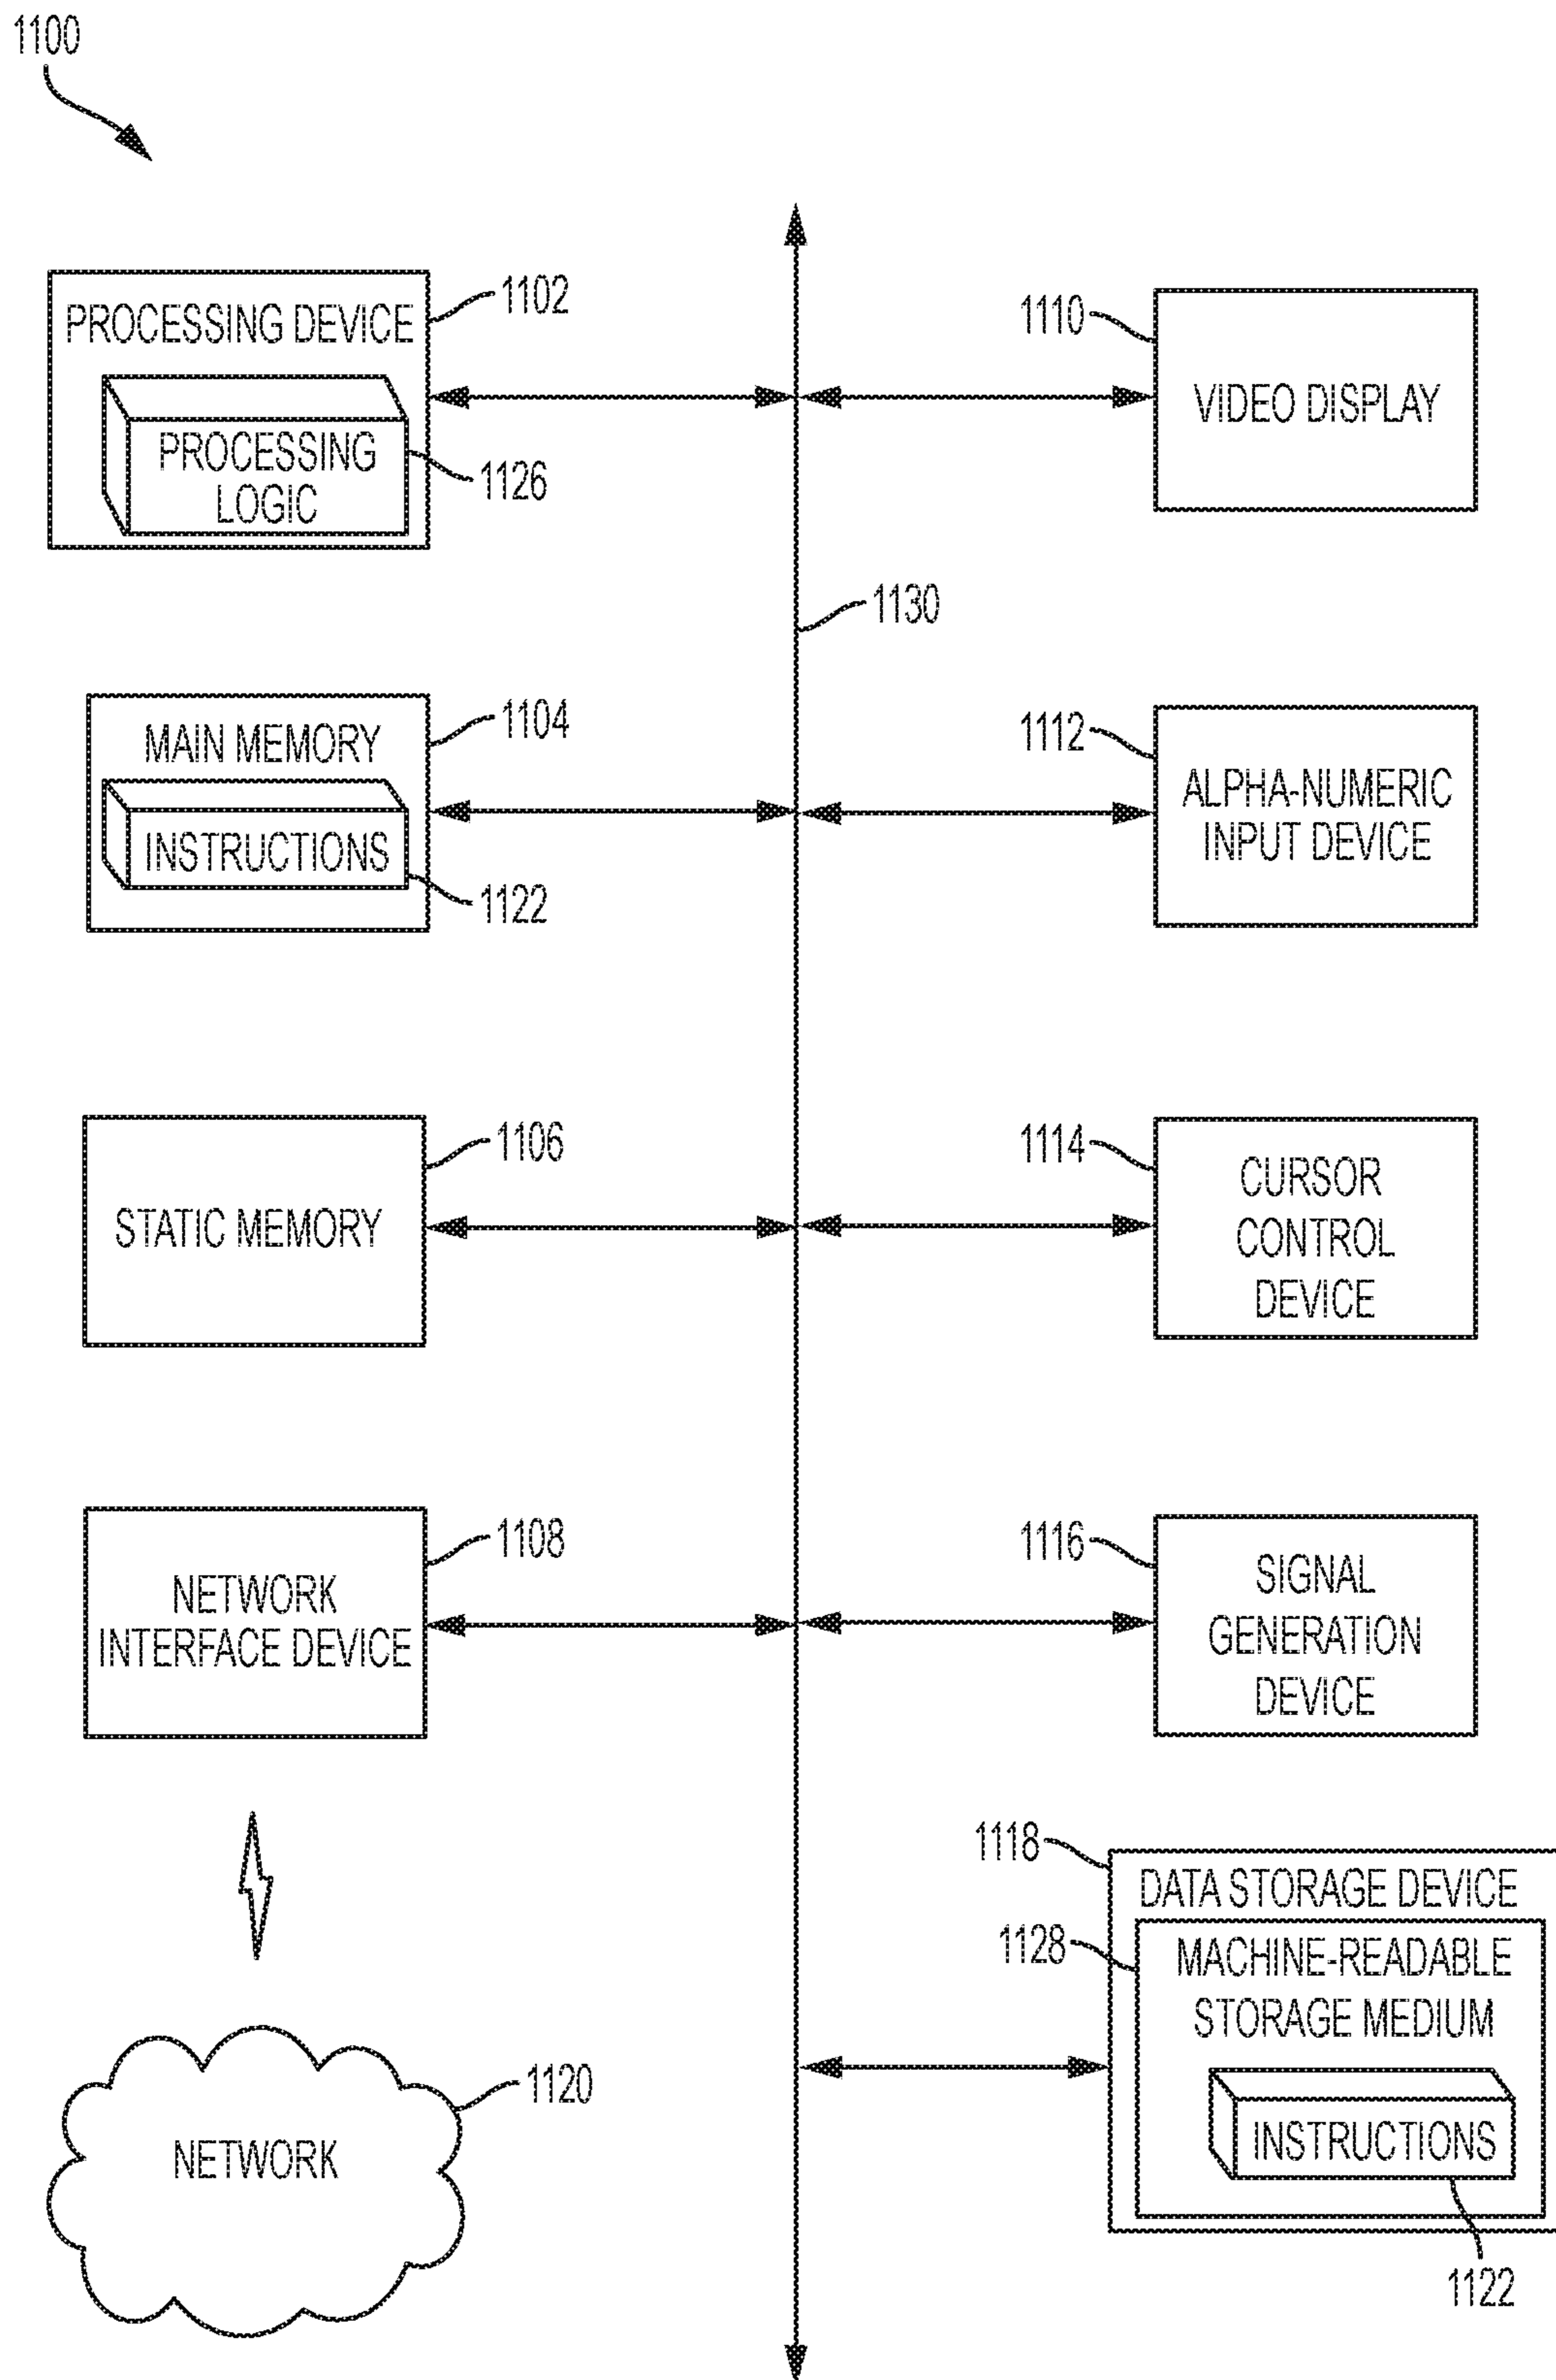 1100
PROCESSING DEVICE
1102
PROCESSING
LOGIC
1126
1110
VIDEO DISPLAY
1130
MAIN MEMORY
1104
INSTRUCTIONS
1122
1112
ALPHA-NUMERIC
INPUT DEVICE
STATIC MEMORY
1106
1114
CURSOR
CONTROL
DEVICE
NETWORK
INTERFACE DEVICE
1108
1116
SIGNAL
GENERATION
DEVICE
1118
DATA STORAGE DEVICE
1128
MACHINE-READABLE
STORAGE MEDIUM
INSTRUCTIONS
1122
NETWORK
1120